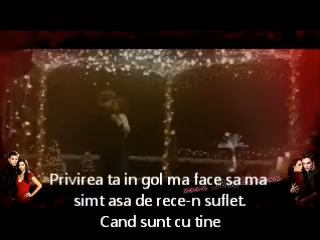 Privirea ta in gol ma face sa ma
simt asa de rece-n suflet.
Cand sunt cu tine